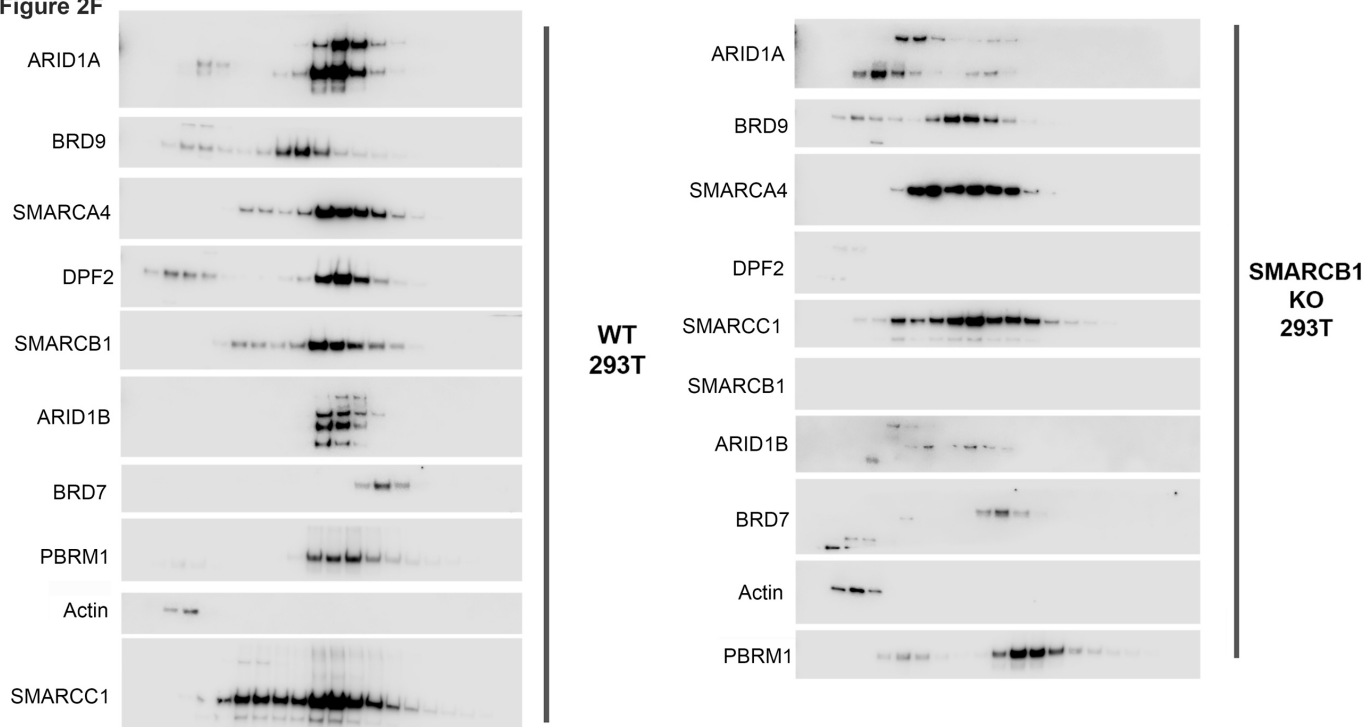 Figure 2F
ARID1A
BRD9
SMARCA4
DPF2
SMARCB1
ARID1B
BRD7
PBRM1
Actin
SMARCC1
WT
293T
ARID1A
BRD9
SMARCA4
DPF2
SMARCC1
SMARCB1
ARID1B
BRD7
Actin
PBRM1
SMARCB1
KO
293T